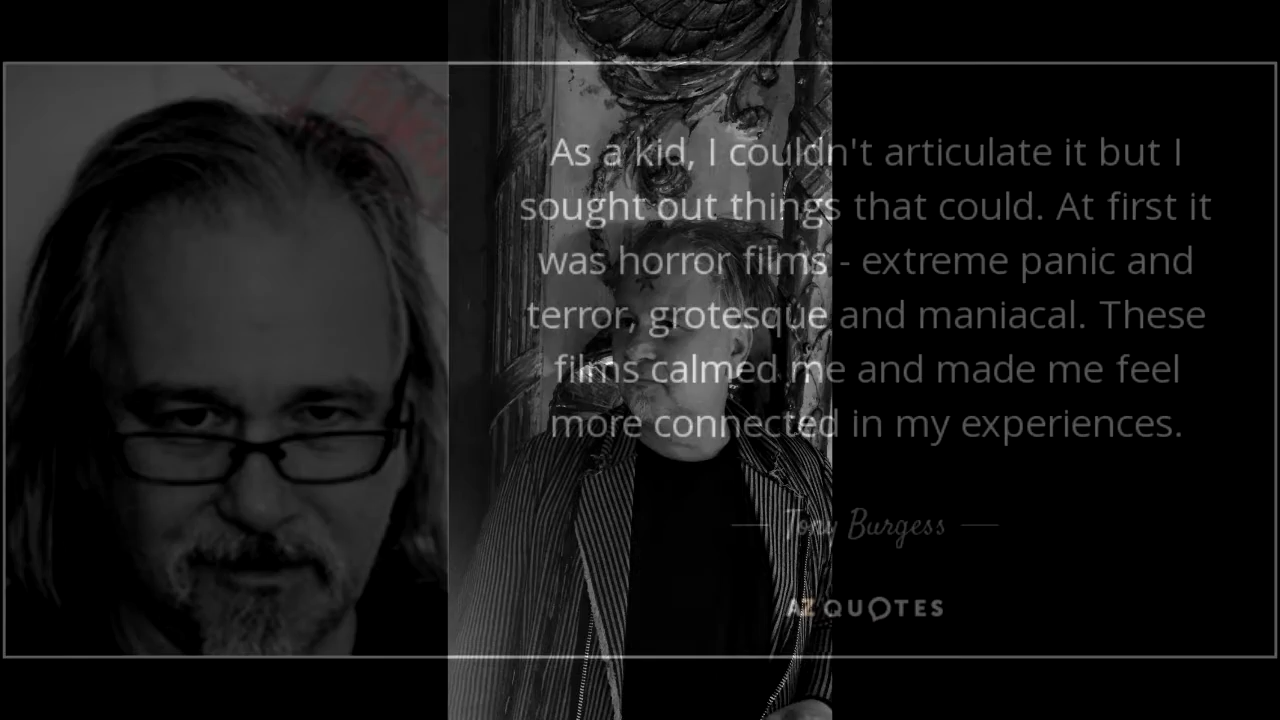 As a kid, I couldn't articulate it but I
sought out things that could. At first it
was horror films - extreme panic and
terror, grotesque and maniacal. These
films calmed me and made me feel
more connected in my experiences.
Tony Burgess
AZ QUOTES